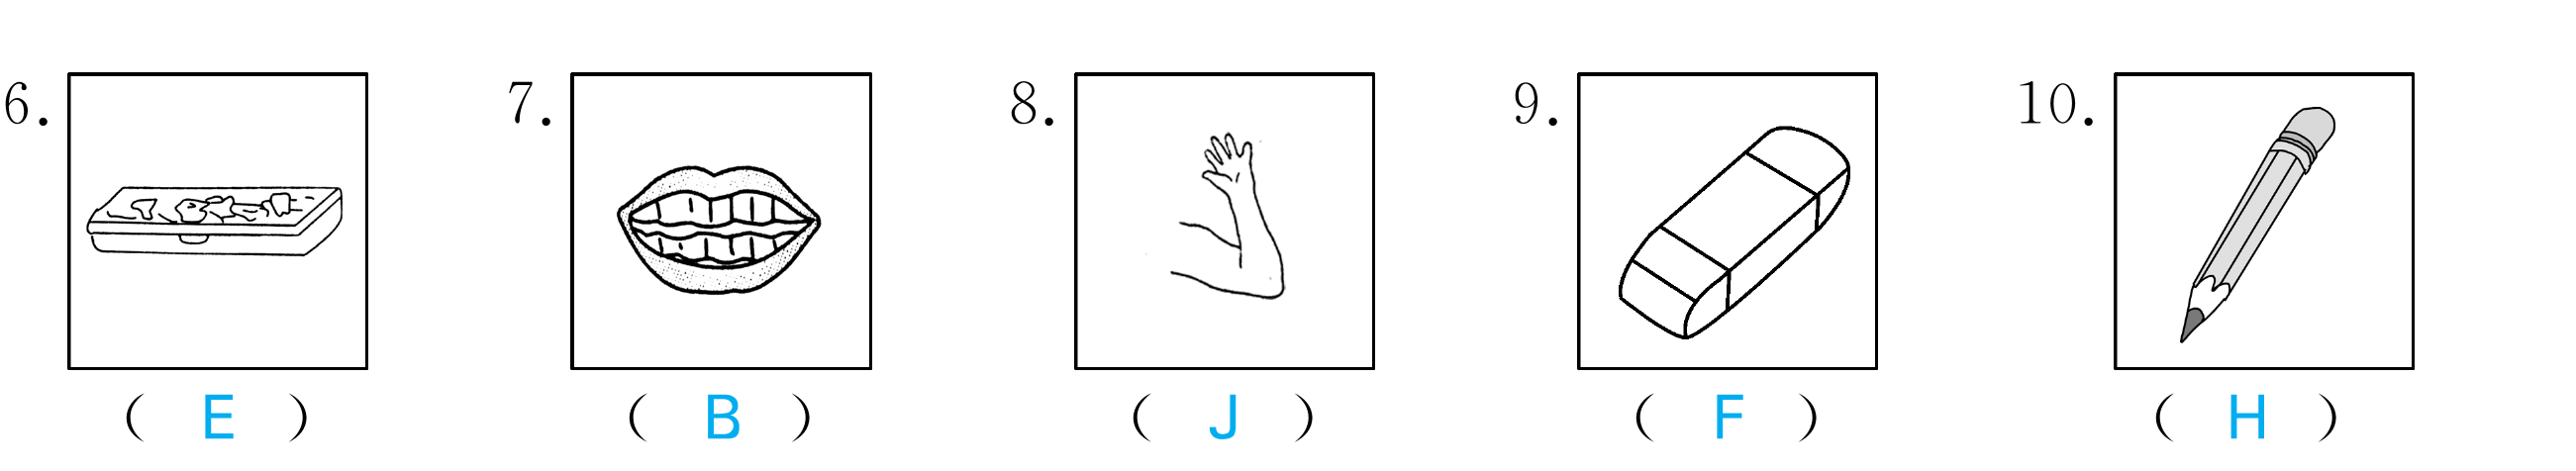 6. 7. 8. 9. 10.
( E ) ( B ) ( J ) ( F ) ( H )